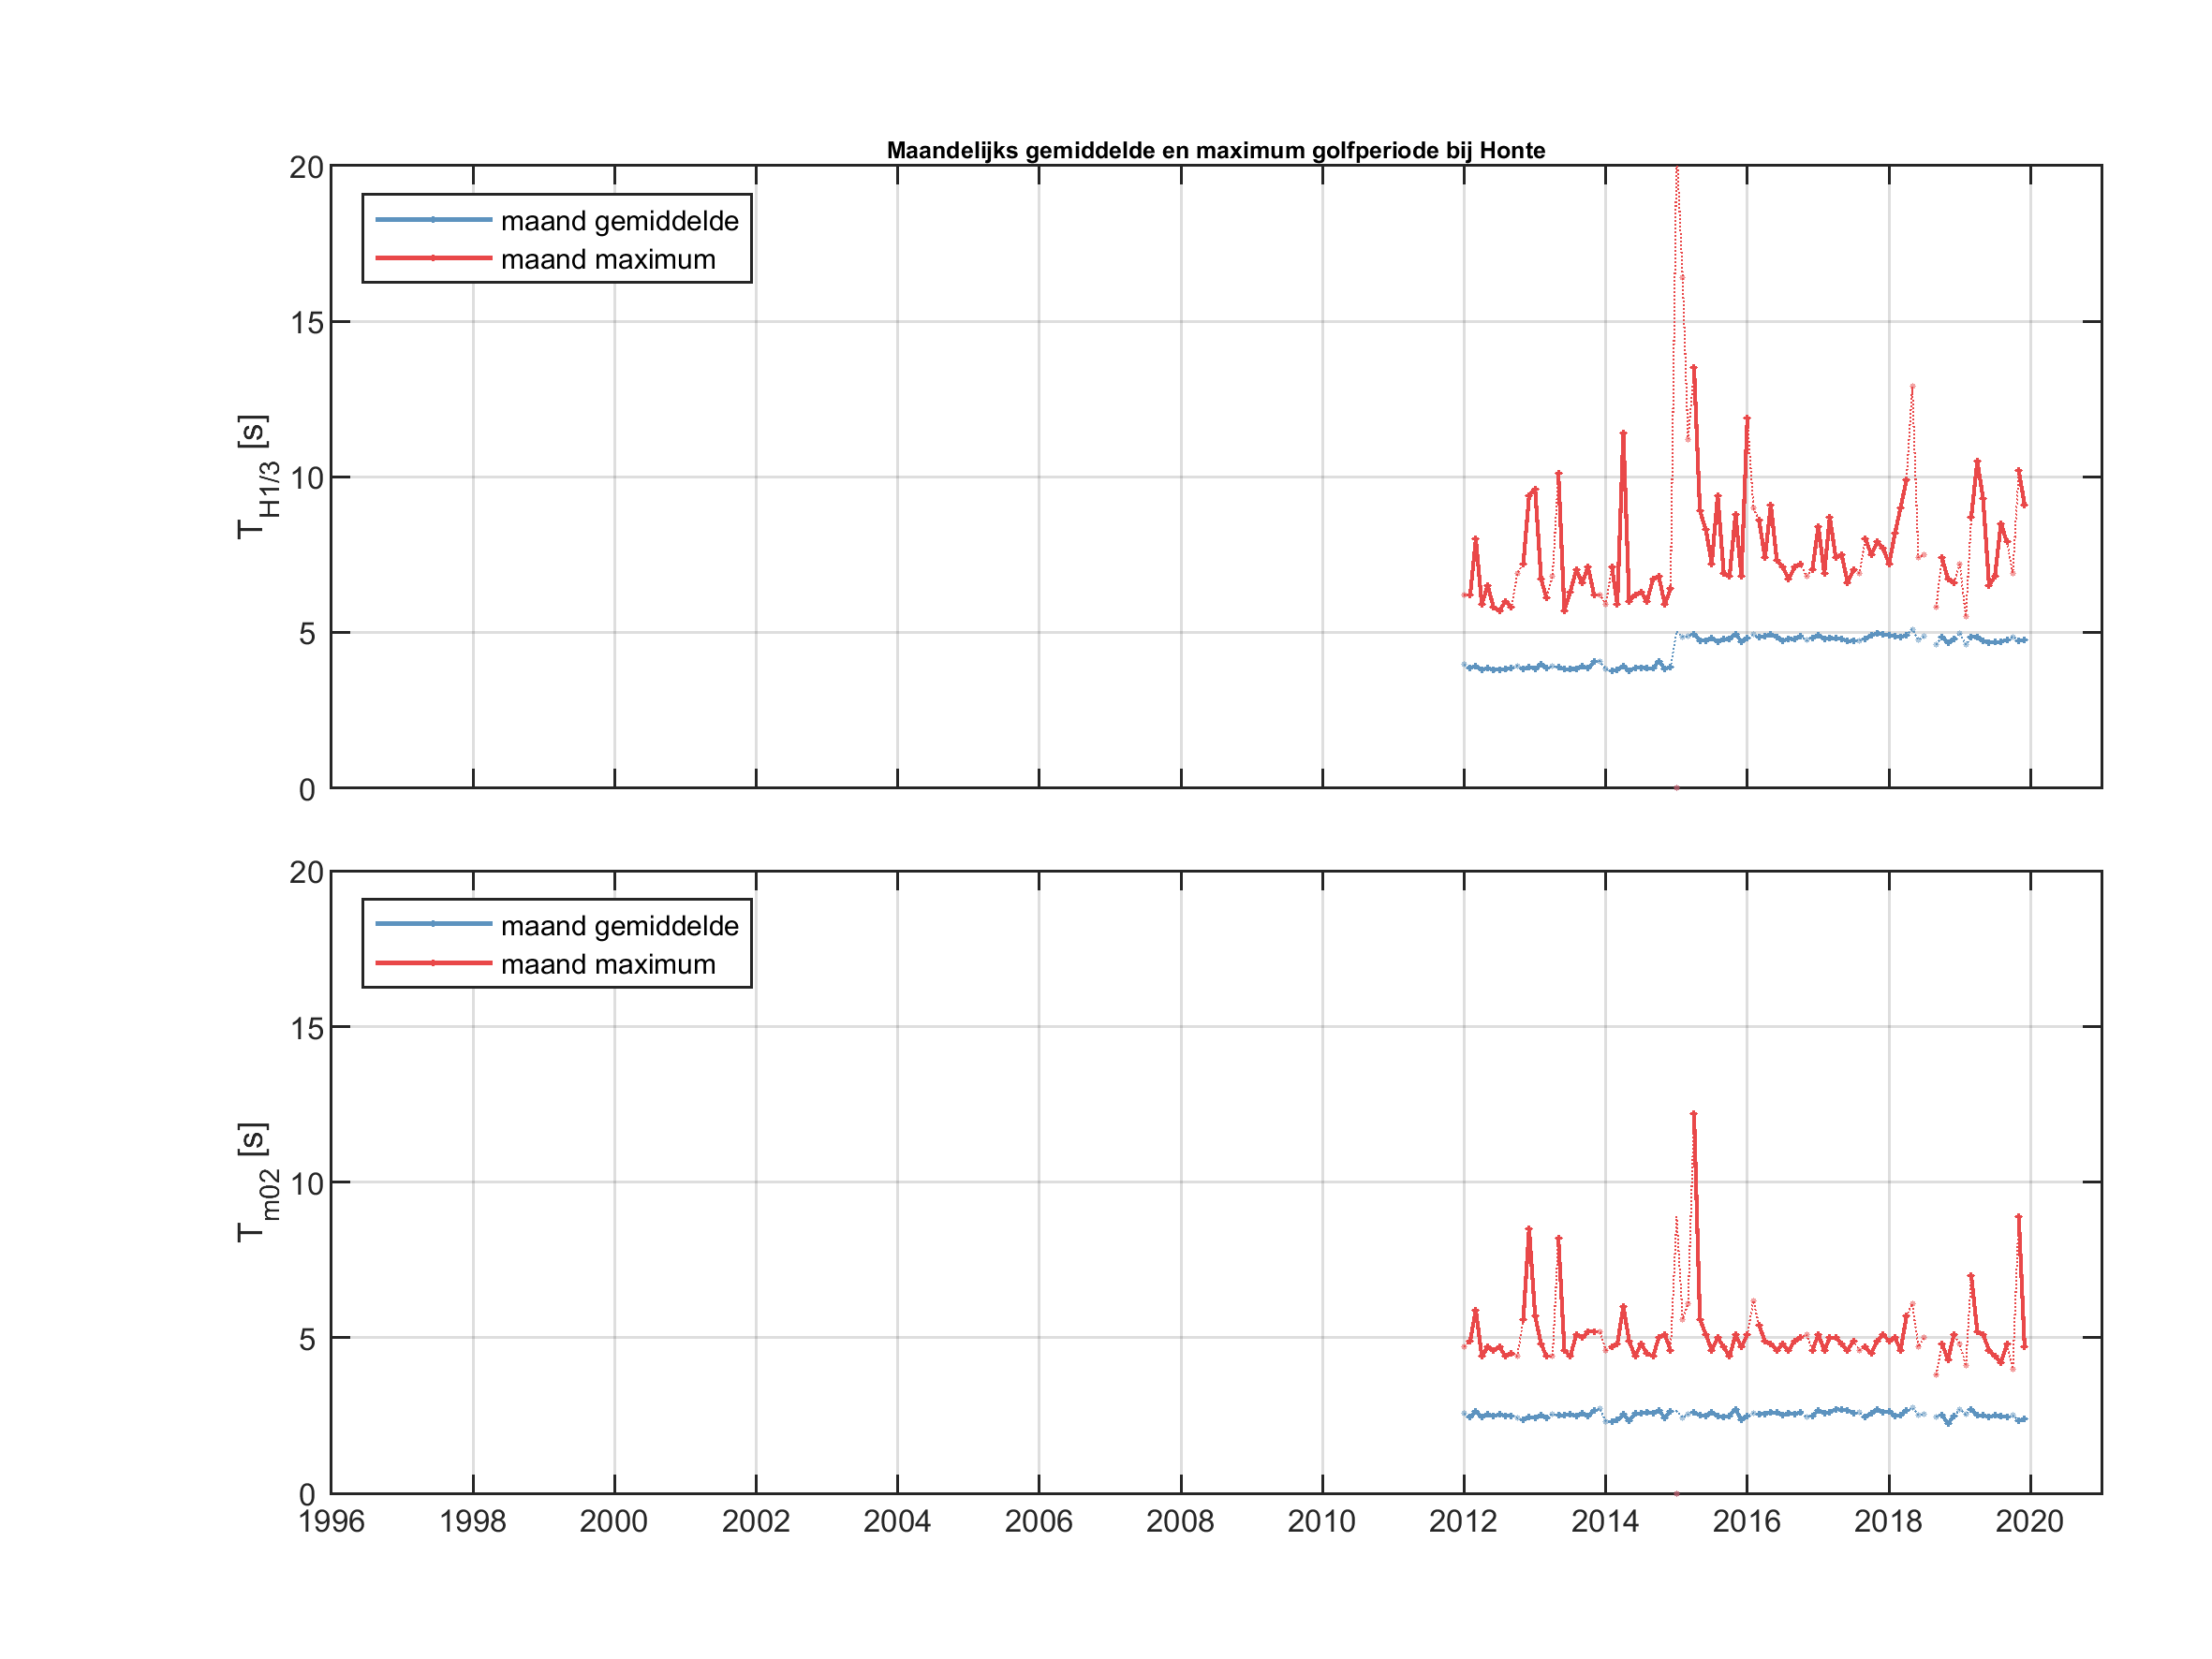 Maandelijks gemiddelde en maximum golfperiode bij Honte
20
15
10
5
0
T_H1/3 [s]
maand gemiddelde
maand maximum
20
15
10
5
0
T_m02 [s]
maand gemiddelde
maand maximum
1996 1998 2000 2002 2004 2006 2008 2010 2012 2014 2016 2018 2020